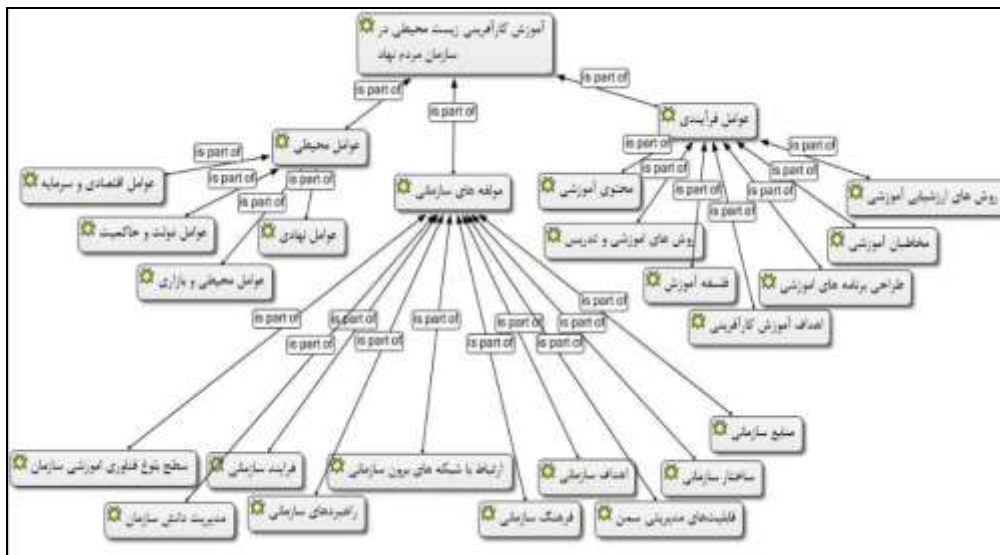 آموزش کارآفرینی زیست محیطی در
سازمان مردم نهاد
is part of
is part of
is part of
عوامل فرآیندی
عوامل محیطی
is part of
is part of
is part of
is part of
is part of
is part of
is part of
is part of
is part of
is part of
is part of
مولفه های سازمانی
عوامل اقتصادی و سرمایه
محتوی آموزشی
روش های ارزشیابی آموزشی
عوامل دولت و حاکمیت
عوامل نهادی
روش های آموزشی و تدریس
مخاطبان آموزشی
عوامل محیطی و بازاری
فلسفه آموزش
طراحی برنامه های آموزشی
اهداف آموزش کارآفرینی
is part of
is part of
is part of
is part of
is part of
is part of
is part of
is part of
is part of
is part of
منابع سازمانی
سطح بلوغ فناوری آموزشی سازمان
فرایند سازمانی
ارتباط با شبکه های برون سازمانی
اهداف سازمانی
ساختار سازمانی
مدیریت دانش سازمان
راهبردهای سازمانی
فرهنگ سازمانی
قابلیت‌های مدیریتی سمن